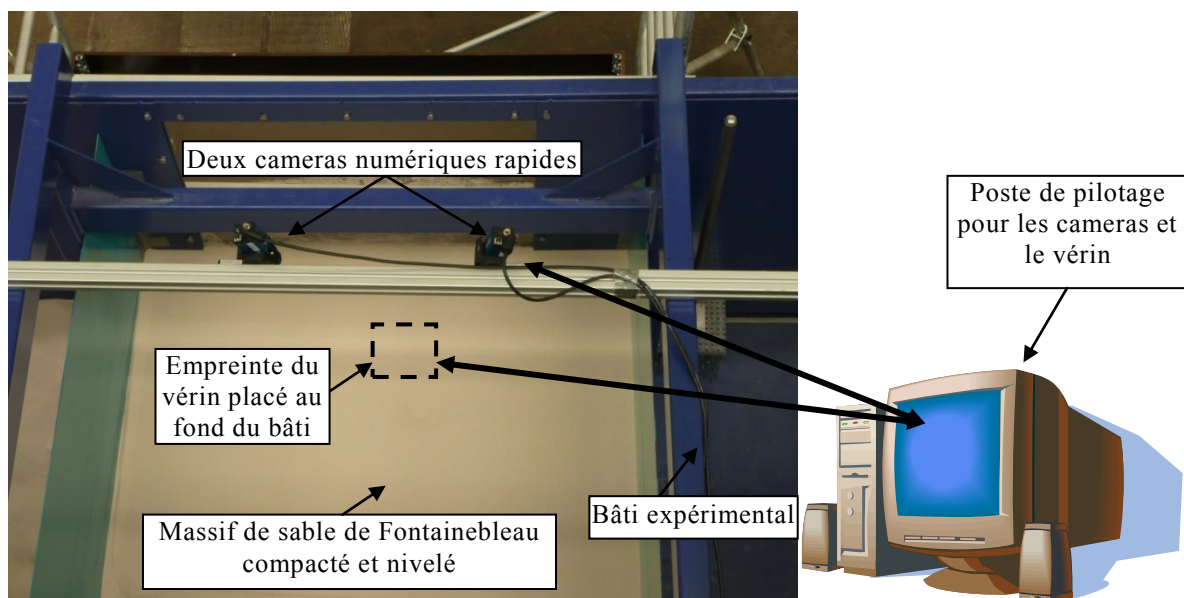 Deux cameras numériques rapides
Poste de pilotage
pour les cameras et
le vérin
Empreinte du
vérin placé au
fond du bâti
Bâti expérimental
Massif de sable de Fontainebleau
compacté et nivelé